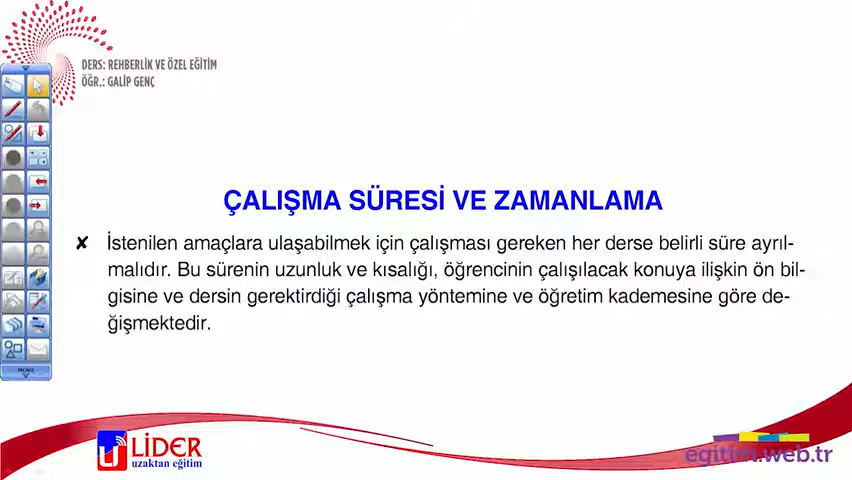 DERS: REHBERLİK VE ÖZEL EĞİTİM
ÖĞR.: GALİP GENÇ
ÇALIŞMA SÜRESİ VE ZAMANLAMA
✘ İstenilen amaçlara ulaşabilmek için çalışması gereken her derse belirli süre ayrıl-
malıdır. Bu sürenin uzunluk ve kısalığı, öğrencinin çalışılacak konuya ilişkin ön bil-
gisine ve dersin gerektirdiği çalışma yöntemine ve öğretim kademesine göre de-
ğişmektedir.
LİDER
uzaktan eğitim
egitim.web.tr